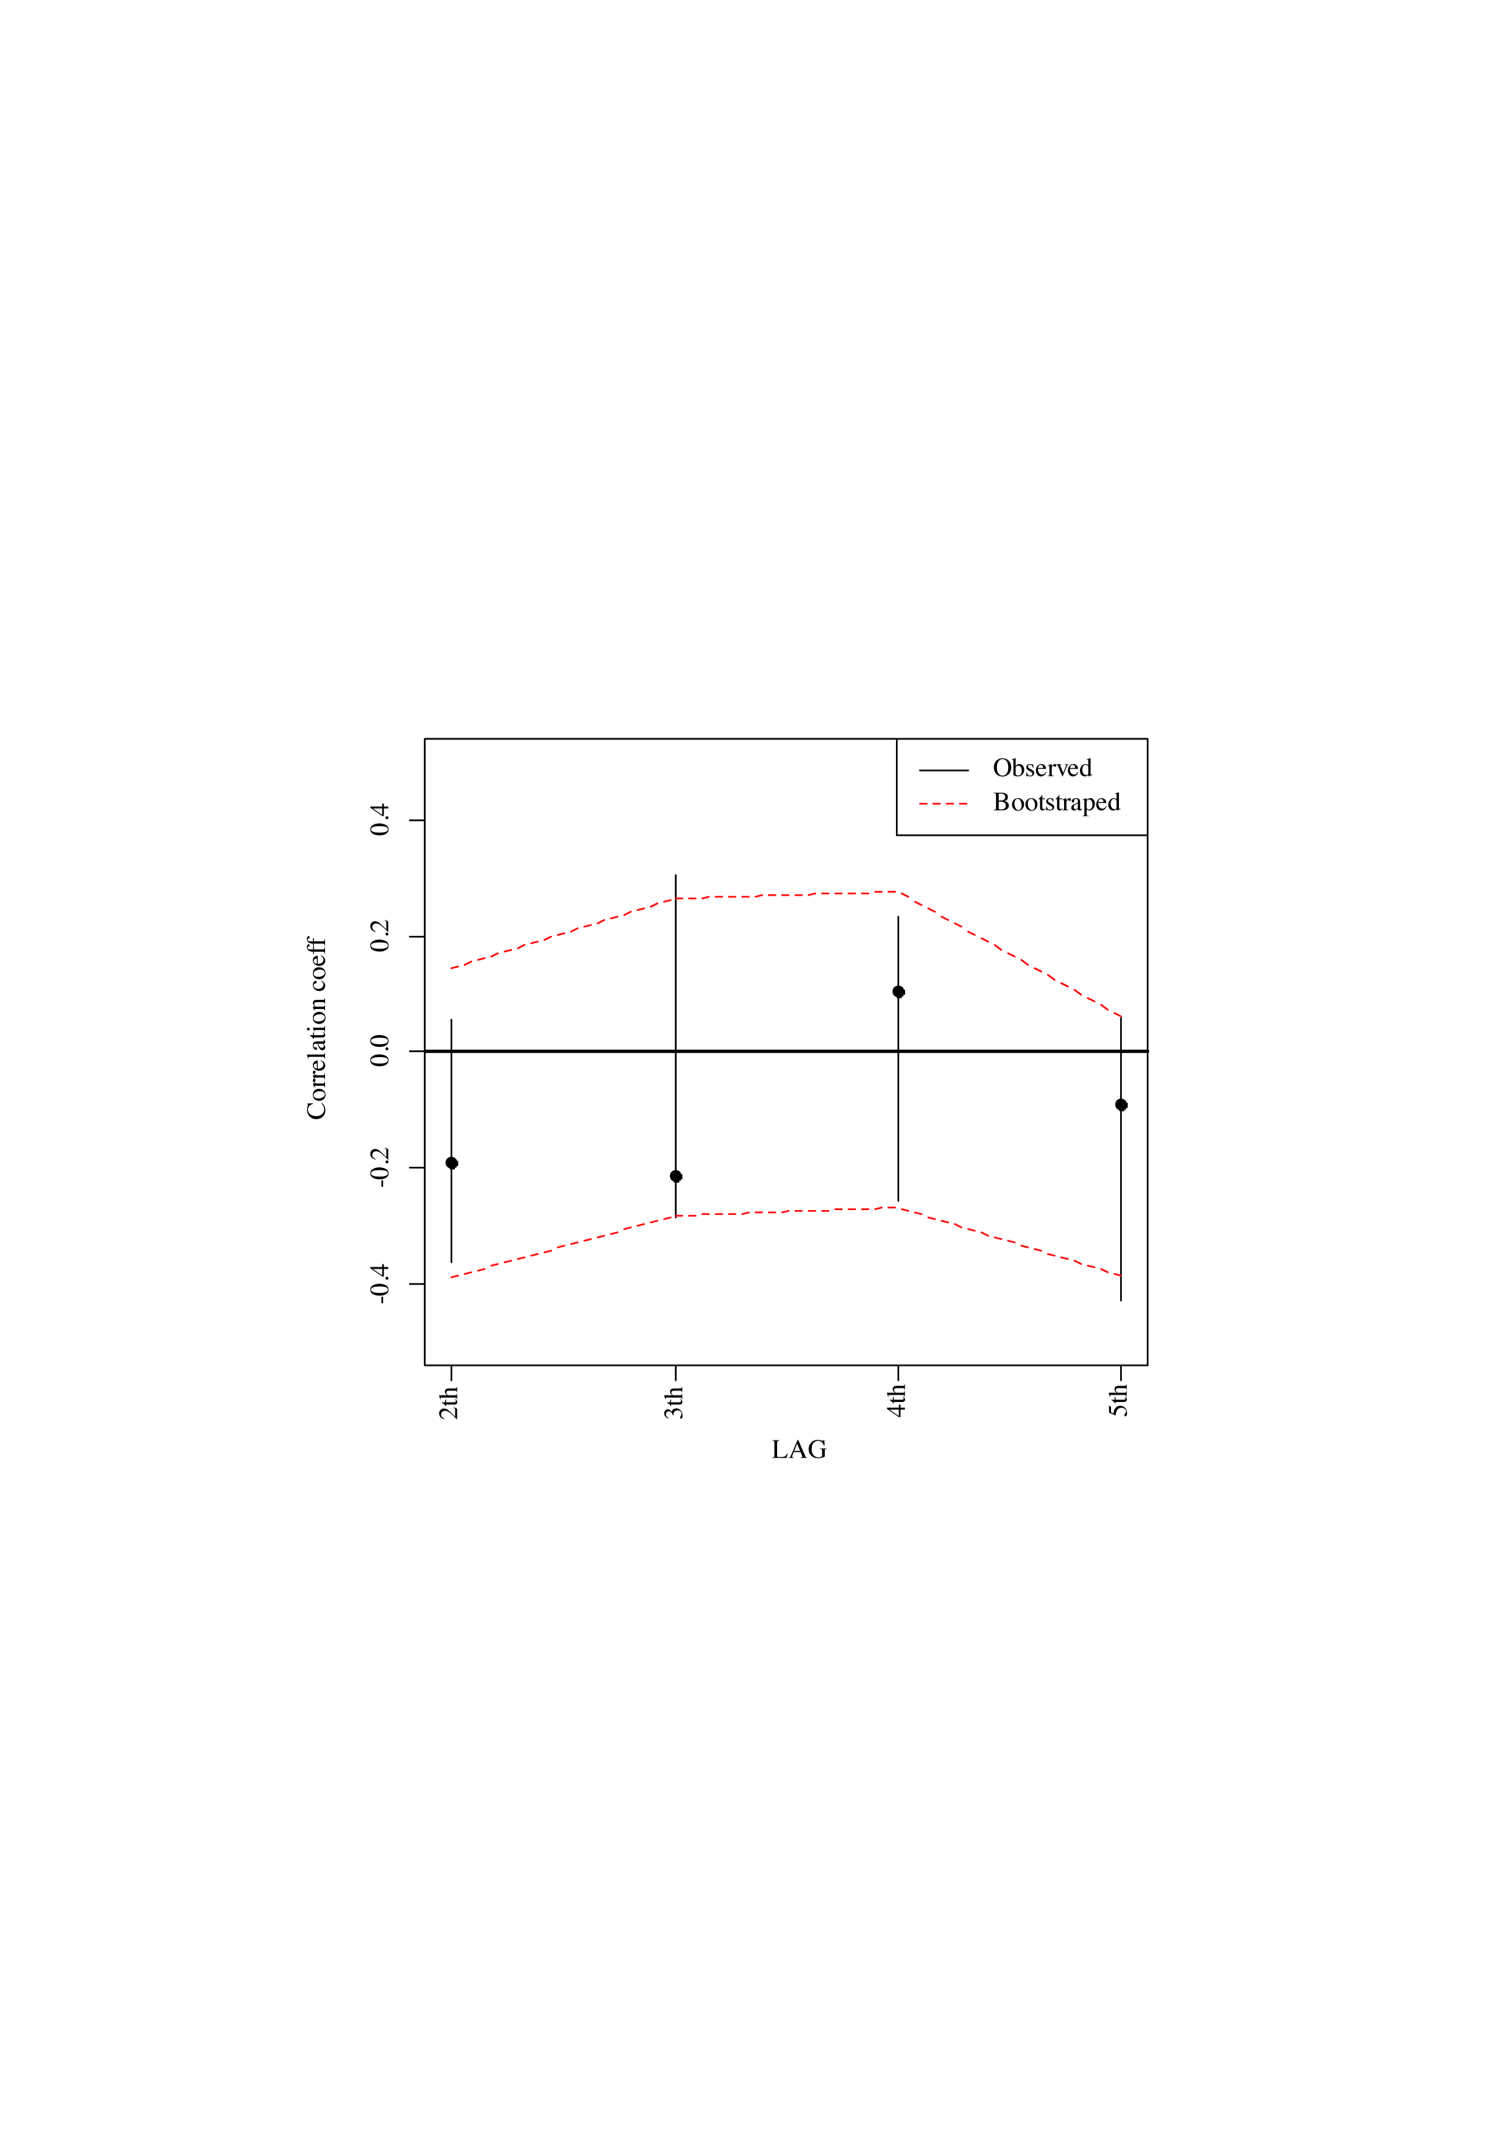 Observed
Bootstraped
0.4
0.2
0.0
-0.2
-0.4
Correlation coeff
2th
3th
4th
5th
LAG